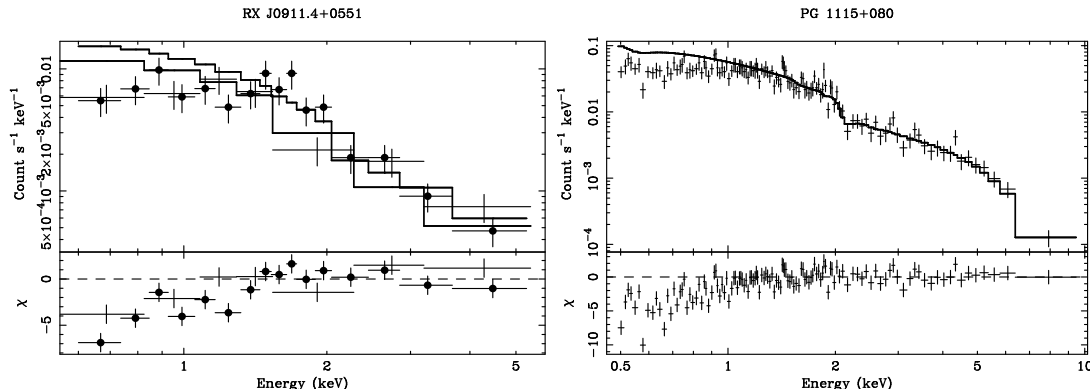 RX J0911.4+0551
Count s⁻¹ keV⁻¹
0.01
5×10⁻³
2×10⁻³
10⁻³
5×10⁻⁴
χ
0
−5
1
2
5
Energy (keV)
PG 1115+080
Count s⁻¹ keV⁻¹
0.1
0.01
10⁻³
10⁻⁴
χ
0
−5
−10
0.5
1
2
5
10
Energy (keV)